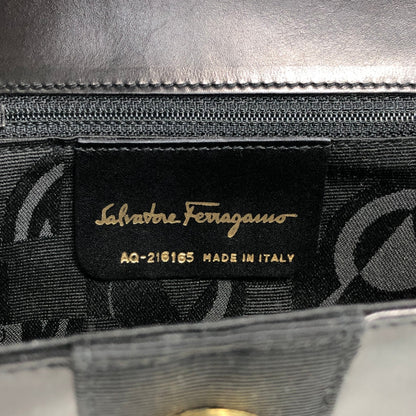 Salvatore Ferragamo
AQ-216165 MADE IN ITALY